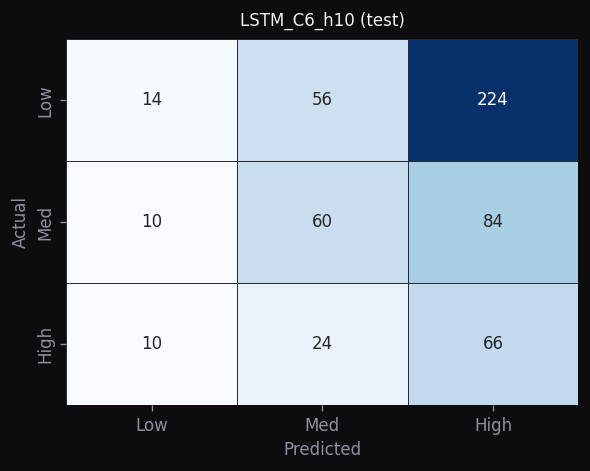 LSTM_C6_h10 (test)
Actual
Low 14 56 224
Med 10 60 84
High 10 24 66
Low Med High
Predicted